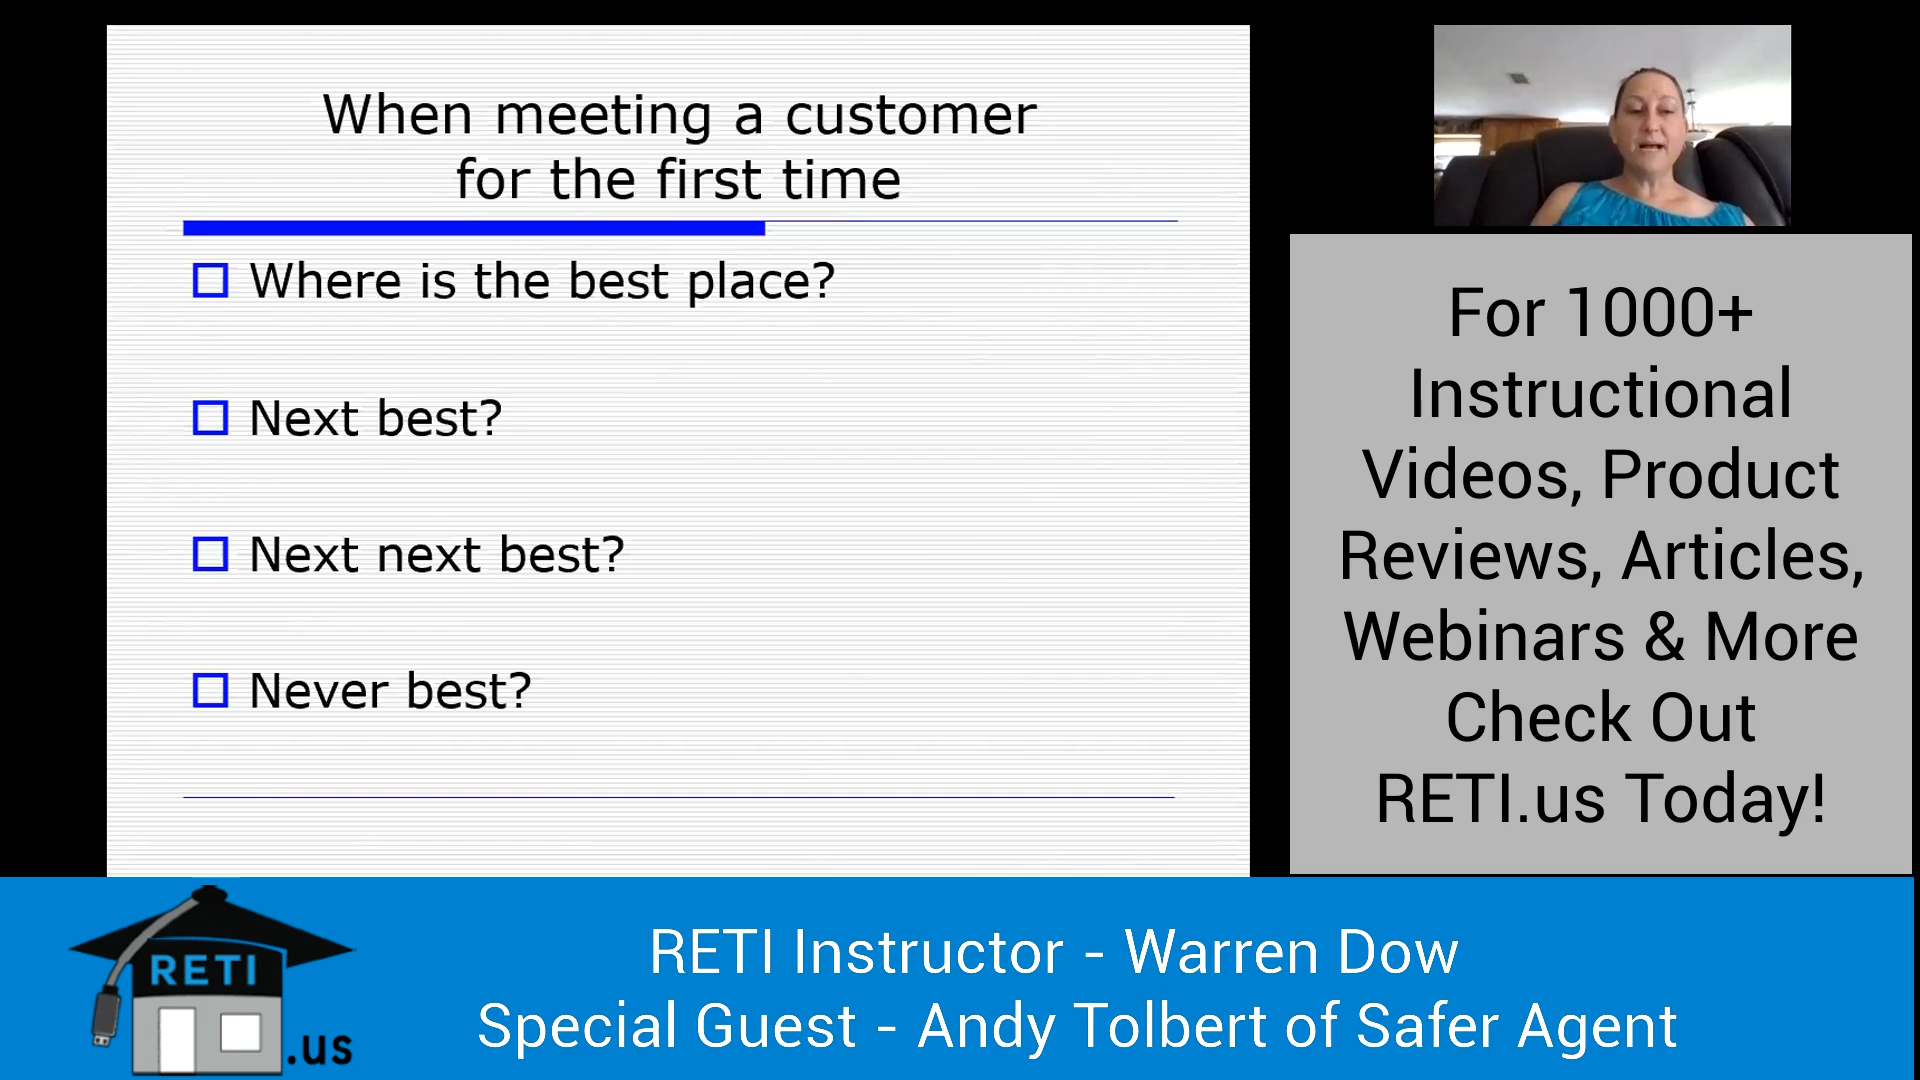 When meeting a customer
for the first time
Where is the best place?
Next best?
Next next best?
Never best?
For 1000+
Instructional
Videos, Product
Reviews, Articles,
Webinars & More
Check Out
RETI.us Today!
RETI
.us
RETI Instructor - Warren Dow
Special Guest - Andy Tolbert of Safer Agent